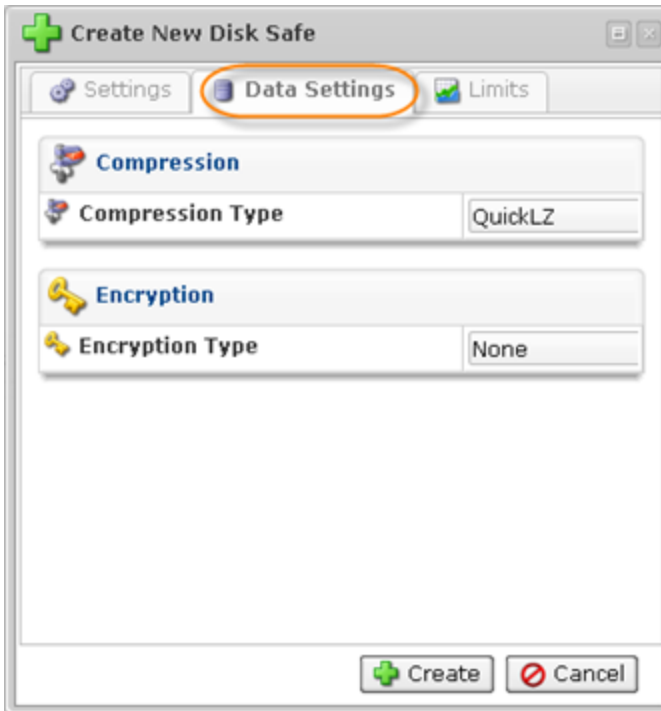 Create New Disk Safe
Settings Data Settings Limits
Compression
Compression Type QuickLZ
Encryption
Encryption Type None
Create Cancel